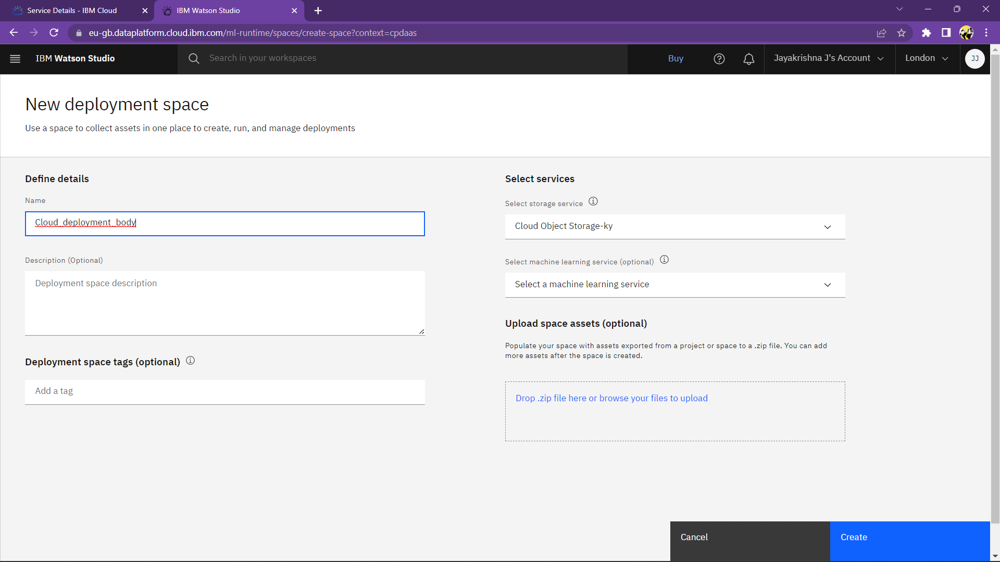 Service Details - IBM Cloud
IBM Watson Studio
eu-gb.dataplatform.cloud.ibm.com/ml-runtime/spaces/create-space?context=cpdaas
IBM Watson Studio
Search in your workspaces
Buy
Jayakrishna J's Account
London
JJ
New deployment space
Use a space to collect assets in one place to create, run, and manage deployments
Define details
Name
Cloud_deployment_body
Description (Optional)
Deployment space description
Deployment space tags (optional)
Add a tag
Select services
Select storage service
Cloud Object Storage-ky
Select machine learning service (optional)
Select a machine learning service
Upload space assets (optional)
Populate your space with assets exported from a project or space to a .zip file. You can add
more assets after the space is created.
Drop .zip file here or browse your files to upload
Cancel
Create